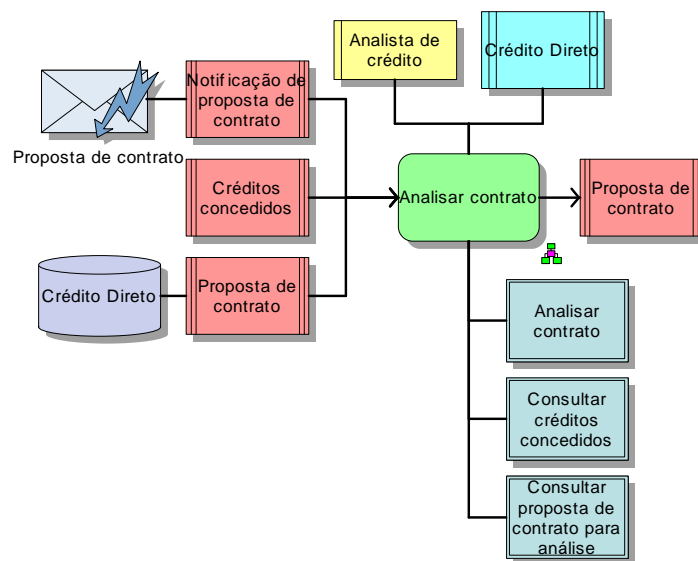 Analista de
crédito
Crédito Direto
Notificação de
proposta de
contrato
Proposta de contrato
Créditos
concedidos
Analisar contrato
Proposta de
contrato
Crédito Direto
Proposta de
contrato
Analisar
contrato
Consultar
créditos
concedidos
Consultar
proposta de
contrato para
análise